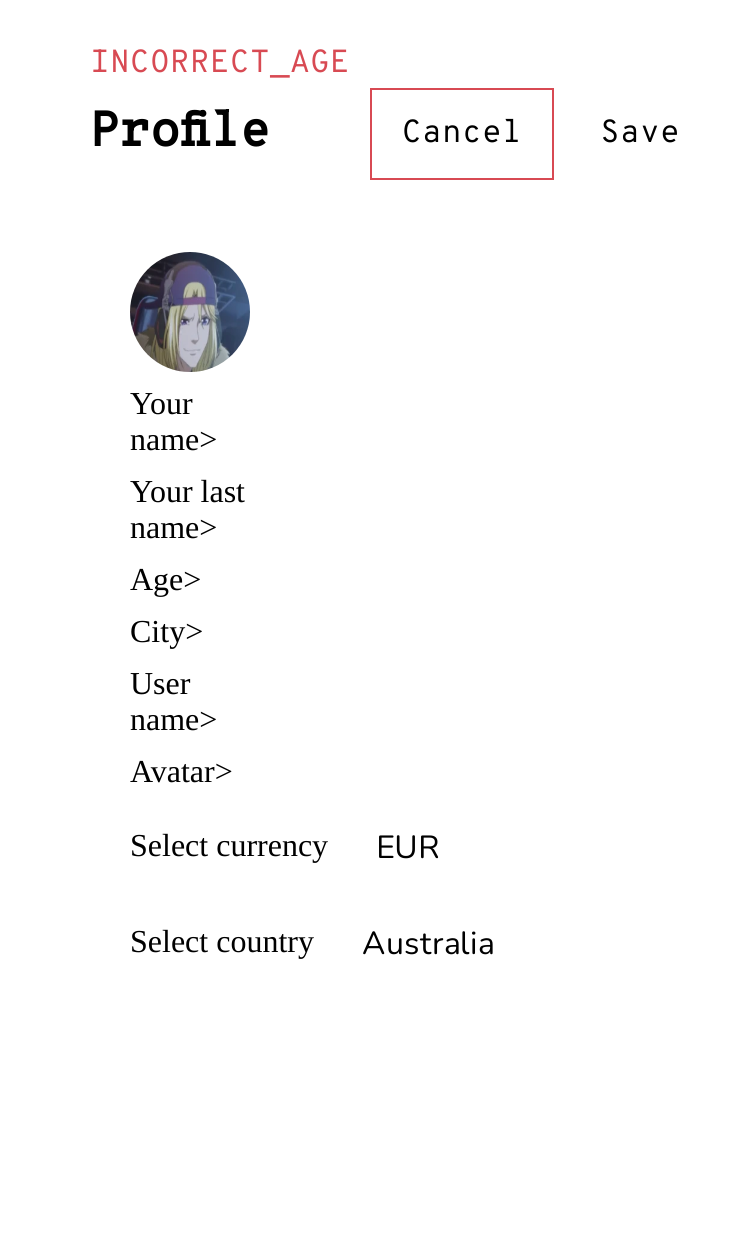 INCORRECT_AGE
Profile Cancel Save
Your
name>
Your last
name>
Age>
City>
User
name>
Avatar>
Select currency EUR
Select country Australia